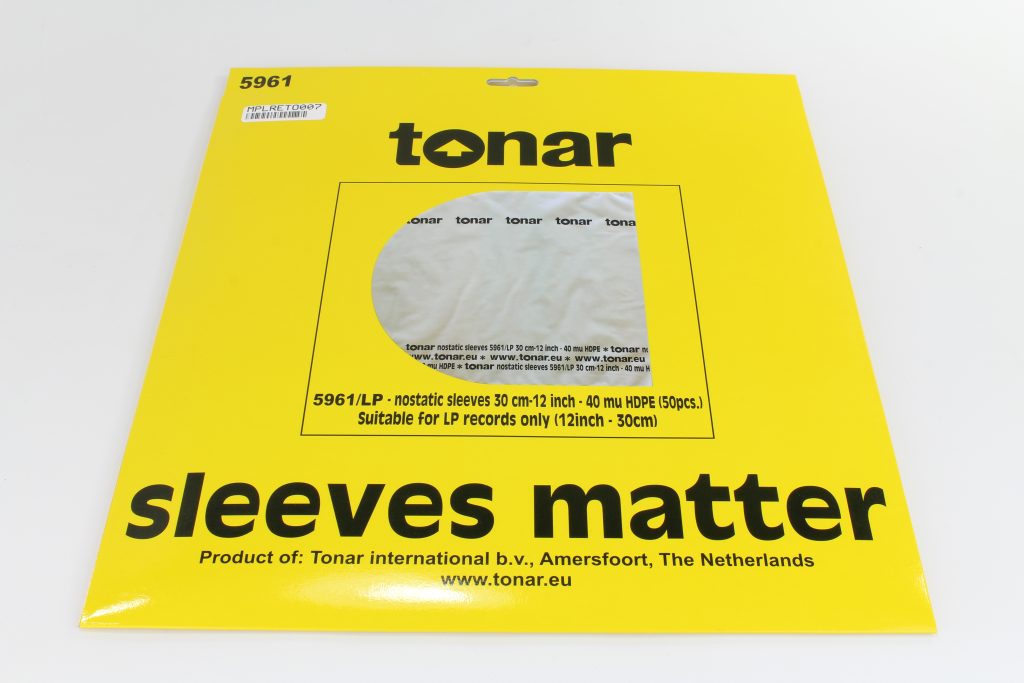 5961
MPLRETO007
tonar
tonar tonar tonar tonar tona
tonar nostatic sleeves 5961/LP 30 cm-12 inch - 40 mu HDPE * tonar
www.tonar.eu * www.tonar.eu * www.tonar.eu
mu HDPE * tonar nostatic sleeves 5961/LP 30 cm-12 inch - 40 mu H
5961/LP - nostatic sleeves 30 cm-12 inch - 40 mu HDPE (50pcs.)
Suitable for LP records only (12inch - 30cm)
sleeves matter
Product of: Tonar international b.v., Amersfoort, The Netherlands
www.tonar.eu